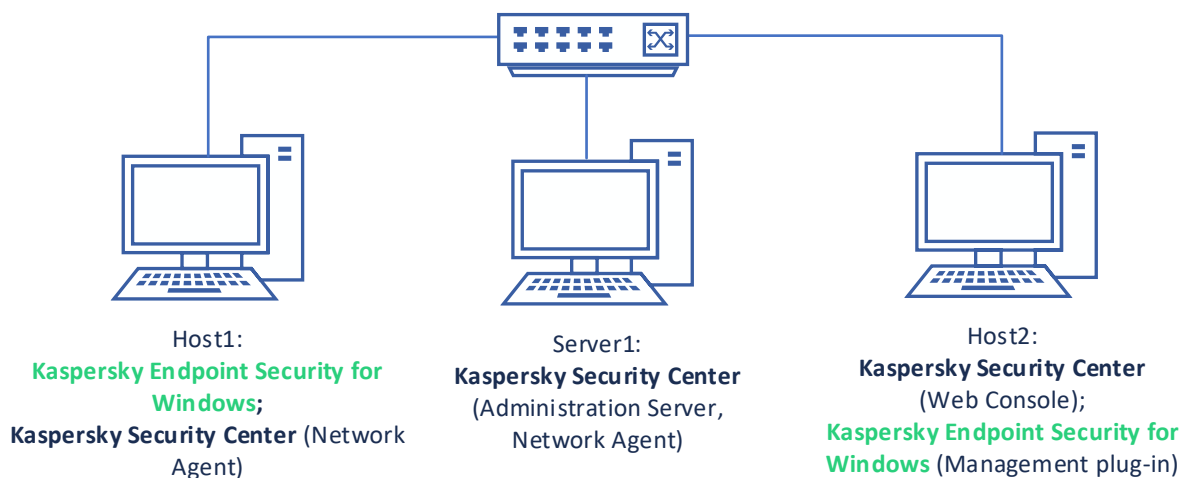 Host1:
Kaspersky Endpoint Security for
Windows;
Kaspersky Security Center (Network
Agent)
Server1:
Kaspersky Security Center
(Administration Server,
Network Agent)
Host2:
Kaspersky Security Center
(Web Console);
Kaspersky Endpoint Security for
Windows (Management plug-in)